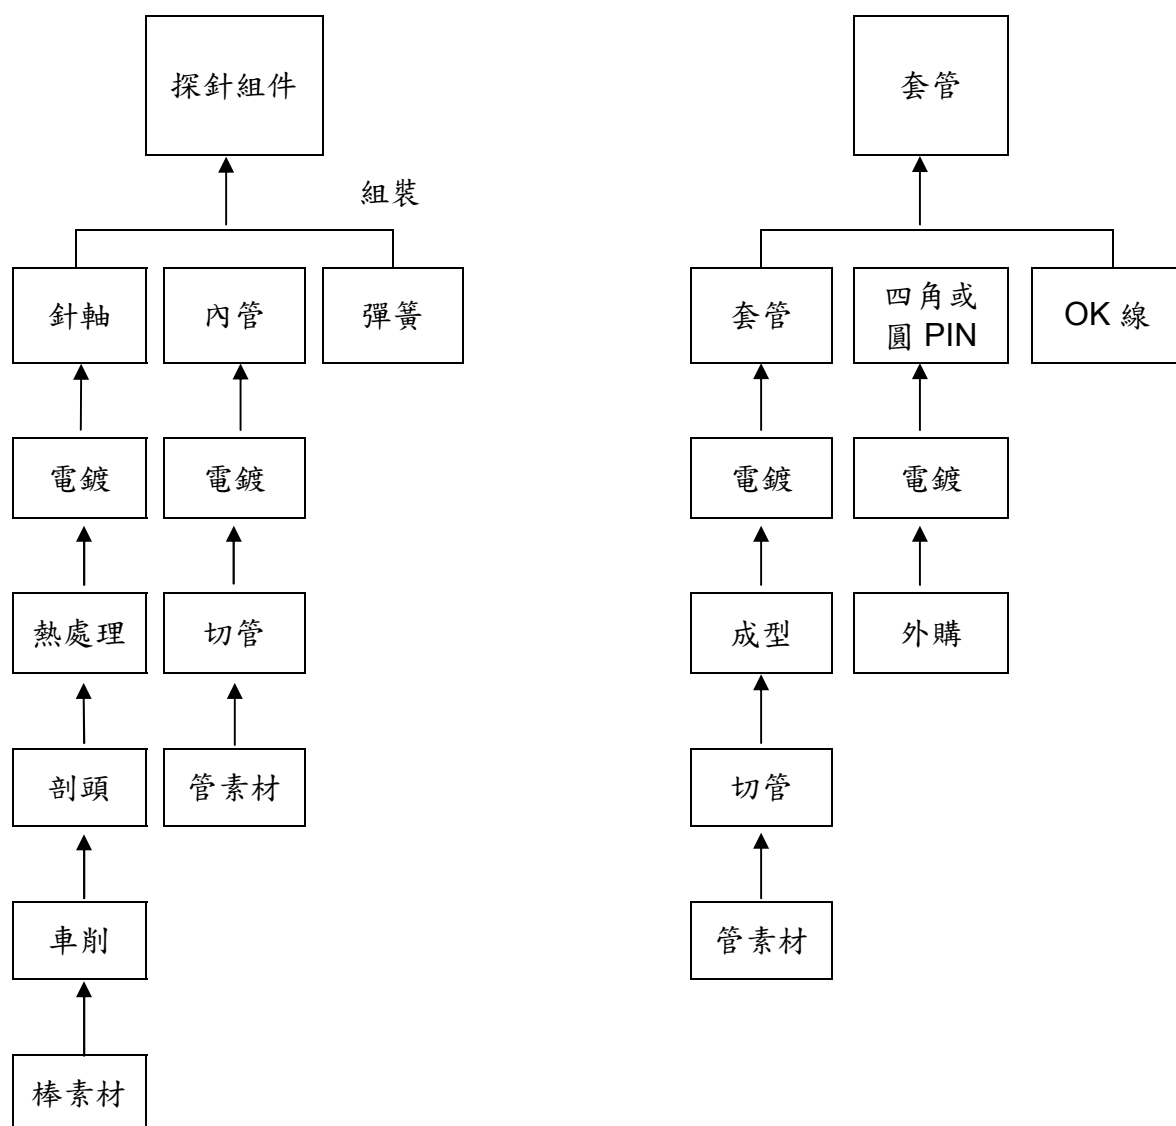 探針組件
套管
組裝
針軸
內管
彈簧
套管
四角或
圓 PIN
OK 線
電鍍
電鍍
電鍍
電鍍
熱處理
切管
成型
外購
剖頭
管素材
切管
車削
管素材
棒素材